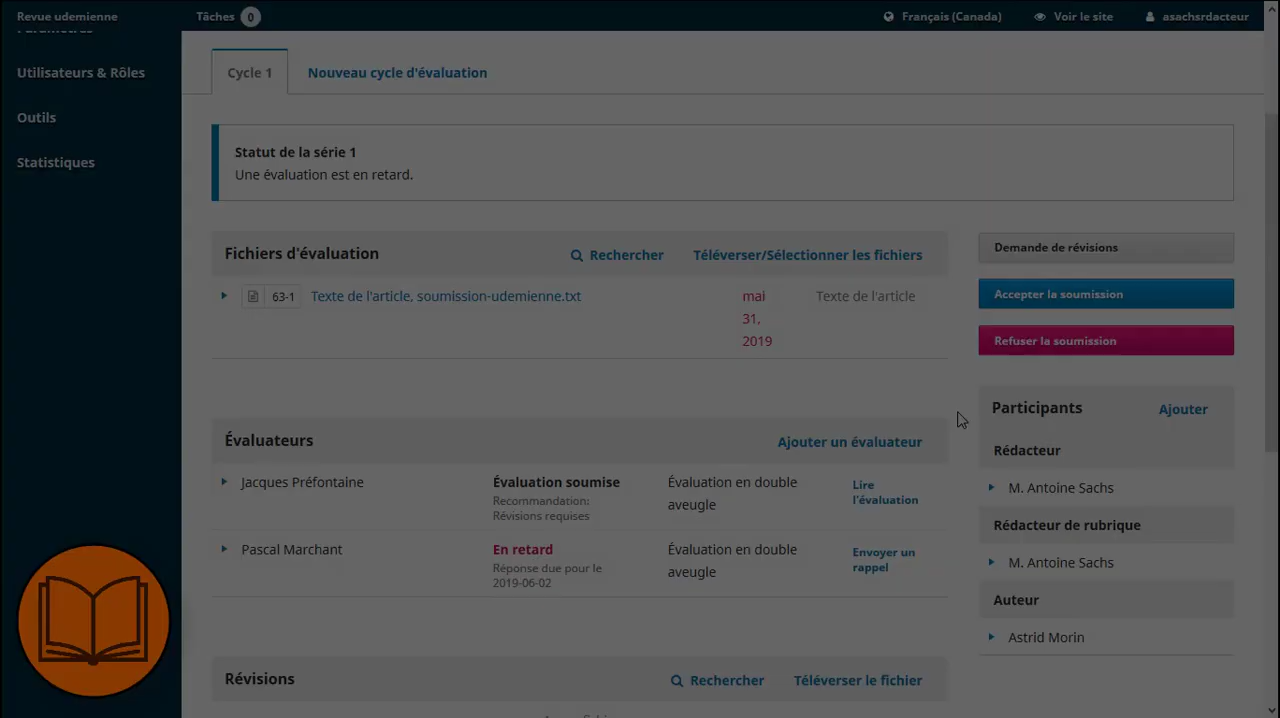 Revue udemienne
Tâches 0
Français (Canada)
Voir le site
asachsrdacteur
Paramètres
Utilisateurs & Rôles
Outils
Statistiques
Cycle 1
Nouveau cycle d'évaluation
Statut de la série 1
Une évaluation est en retard.
Fichiers d'évaluation
Rechercher
Téléverser/Sélectionner les fichiers
63-1
Texte de l'article, soumission-udemienne.txt
mai
31,
2019
Texte de l'article
Demande de révisions
Accepter la soumission
Refuser la soumission
Évaluateurs
Ajouter un évaluateur
Jacques Préfontaine
Évaluation soumise
Recommandation:
Révisions requises
Évaluation en double
aveugle
Lire
l'évaluation
Pascal Marchant
En retard
Réponse due pour le
2019-06-02
Évaluation en double
aveugle
Envoyer un
rappel
Participants
Ajouter
Rédacteur
M. Antoine Sachs
Rédacteur de rubrique
M. Antoine Sachs
Auteur
Astrid Morin
Révisions
Rechercher
Téléverser le fichier